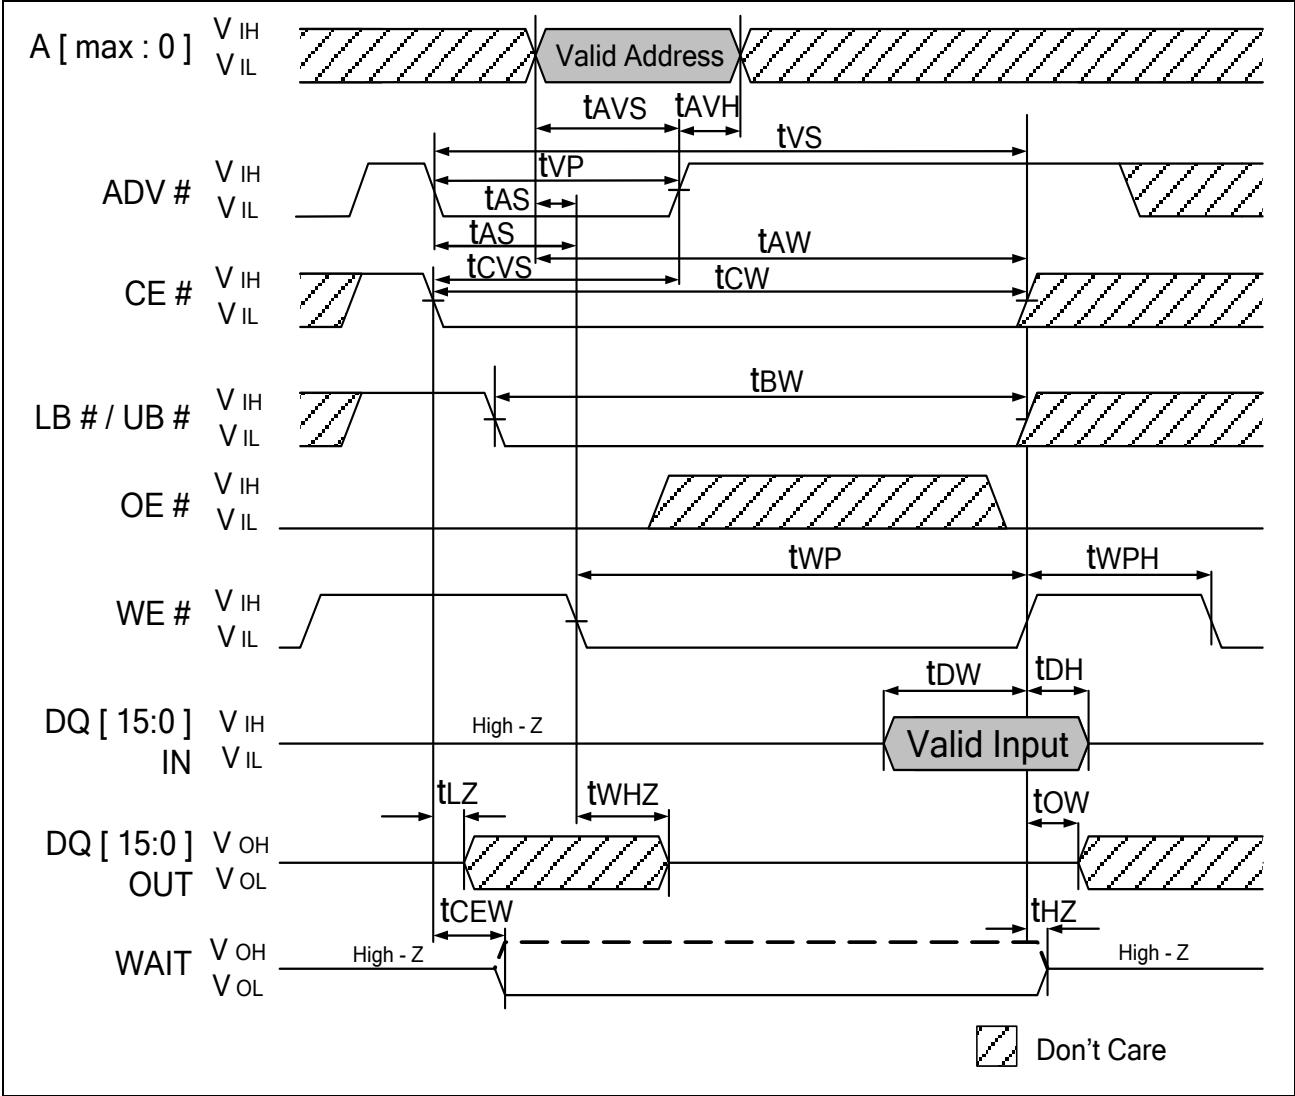 A [ max : 0 ] V IH
V IL
Valid Address
tAVS tAVH
tVS
ADV # V IH
V IL
tVP
tAS
tAS
tAW
tCVS
tCW
CE # V IH
V IL
tBW
LB # / UB # V IH
V IL
OE # V IH
V IL
tWP tWPH
WE # V IH
V IL
tDW tDH
DQ [ 15:0 ] V IH
IN V IL
High - Z
Valid Input
tLZ tWHZ tOW
DQ [ 15:0 ] V OH
OUT V OL
tCEW tHZ
WAIT V OH
V OL
High - Z
High - Z
Don't Care